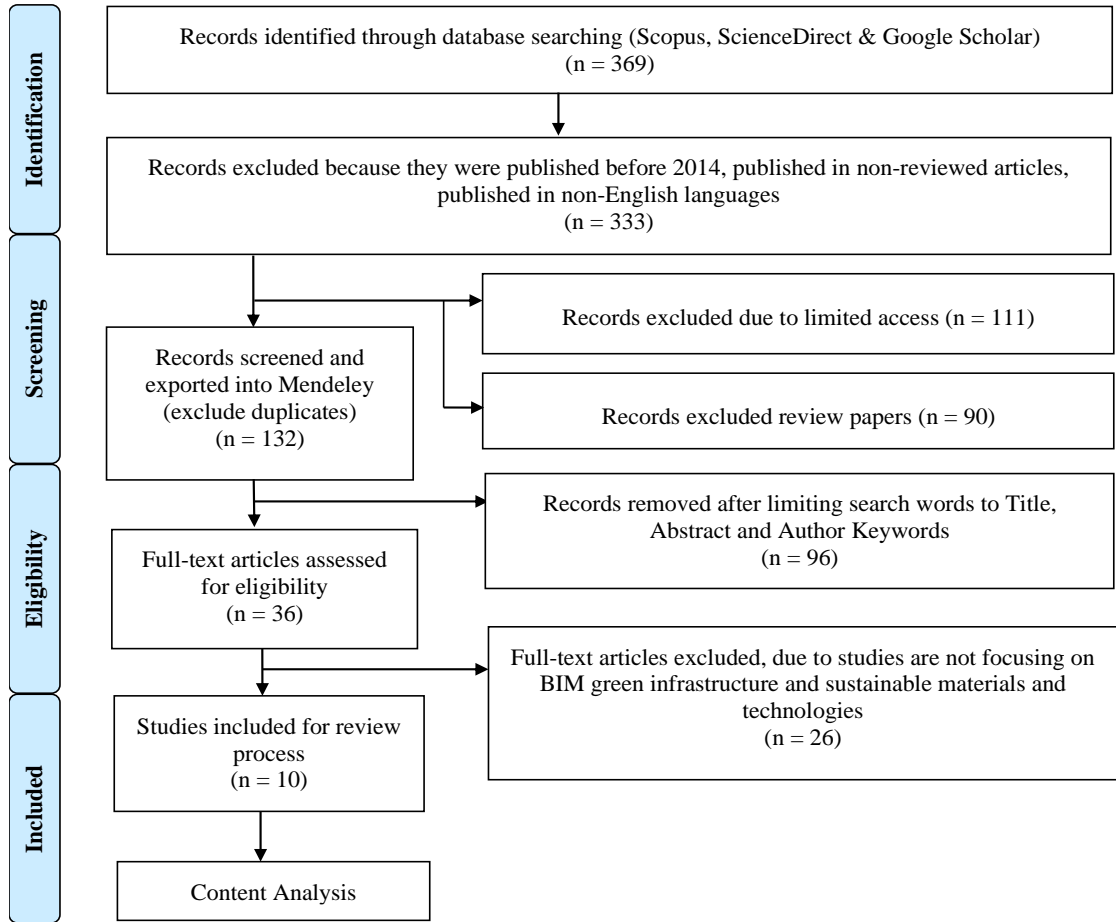 Identification
Records identified through database searching (Scopus, ScienceDirect & Google Scholar)
(n = 369)
Records excluded because they were published before 2014, published in non-reviewed articles,
published in non-English languages
(n = 333)
Screening
Records excluded due to limited access (n = 111)
Records screened and
exported into Mendeley
(exclude duplicates)
(n = 132)
Records excluded review papers (n = 90)
Eligibility
Records removed after limiting search words to Title,
Abstract and Author Keywords
(n = 96)
Full-text articles assessed
for eligibility
(n = 36)
Full-text articles excluded, due to studies are not focusing on
BIM green infrastructure and sustainable materials and
technologies
(n = 26)
Included
Studies included for review
process
(n = 10)
Content Analysis